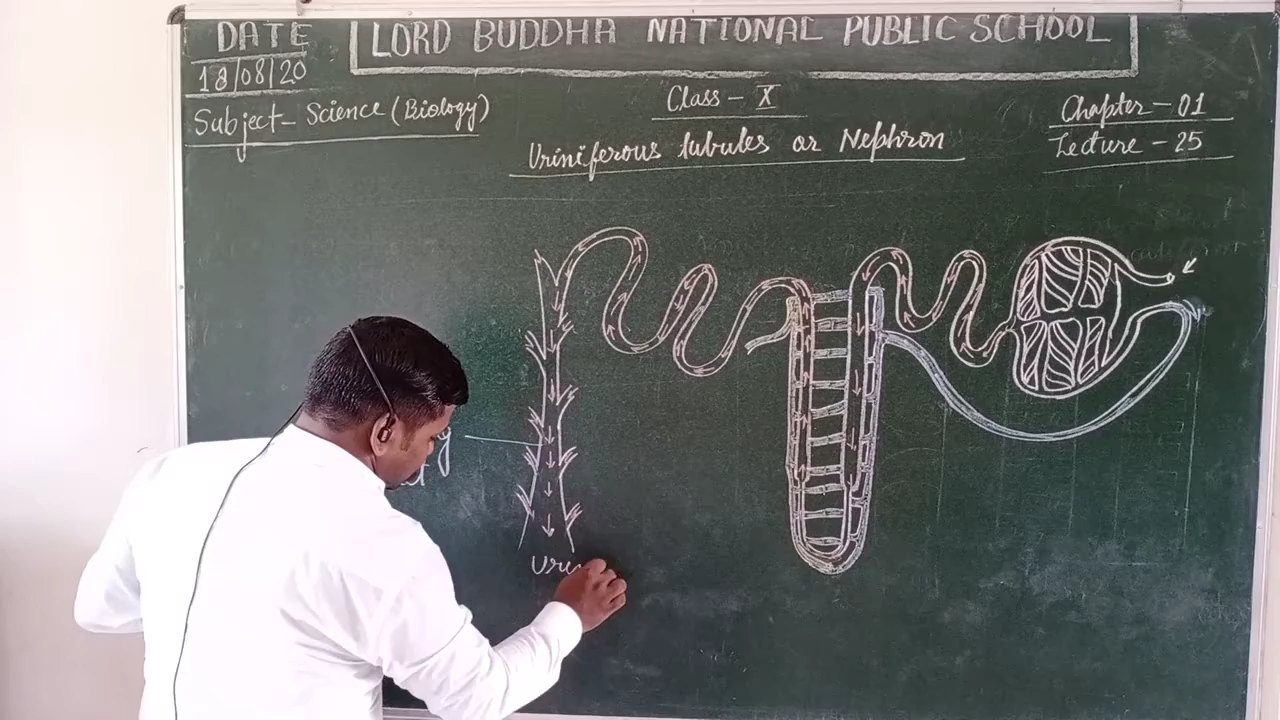 DATE
18/08/20
LORD BUDDHA NATIONAL PUBLIC SCHOOL
Subject - Science (Biology)
Class - X
Chapter - 01
Lecture - 25
Uriniferous tubules or Nephron